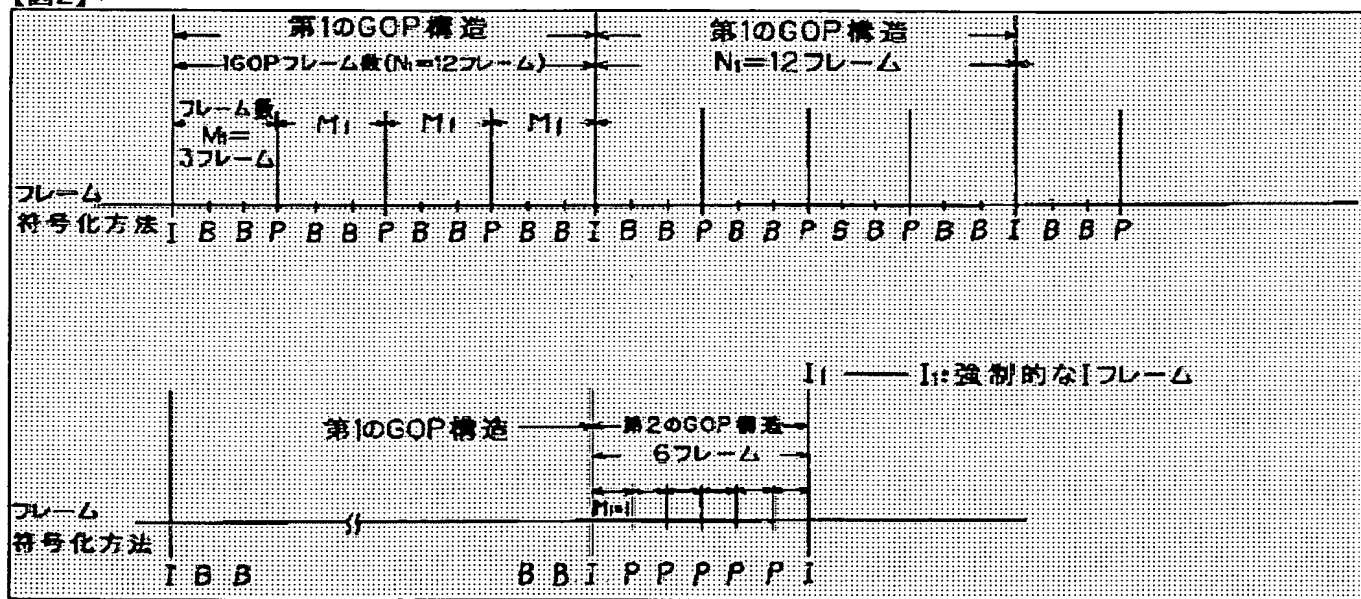 【図2】
第1のGOP構造 第1のGOP構造
1GOPフレーム数(N1=12フレーム) N1=12フレーム
フレーム数 M1 M1 M1
M1=
3フレーム
フレーム
符号化方法 I B B P B B P B B P B B I B B P B B P B B P B B I B B P
I1 I1:強制的なIフレーム
第1のGOP構造 第2のGOP構造
6フレーム
フレーム
符号化方法
I B B B B I P P P P P I